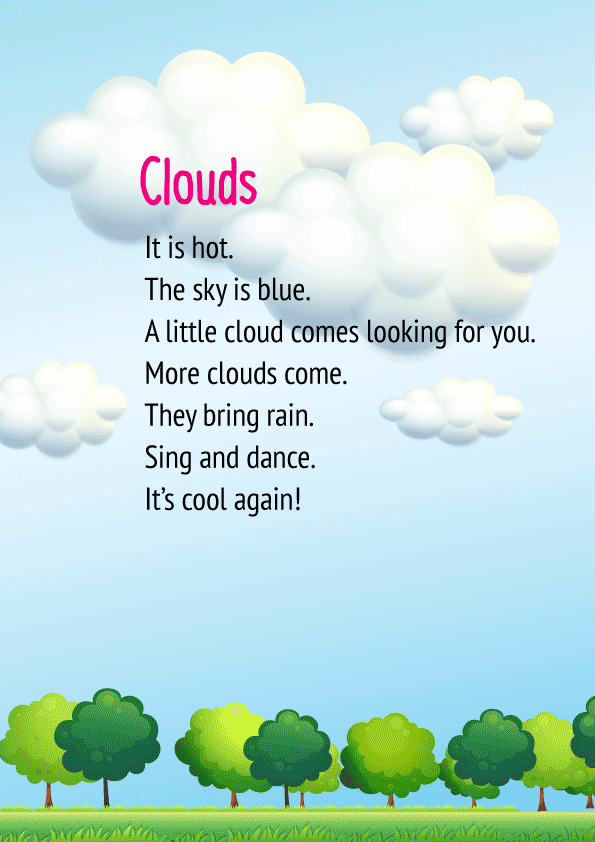 Clouds
It is hot.
The sky is blue.
A little cloud comes looking for you.
More clouds come.
They bring rain.
Sing and dance.
It’s cool again!